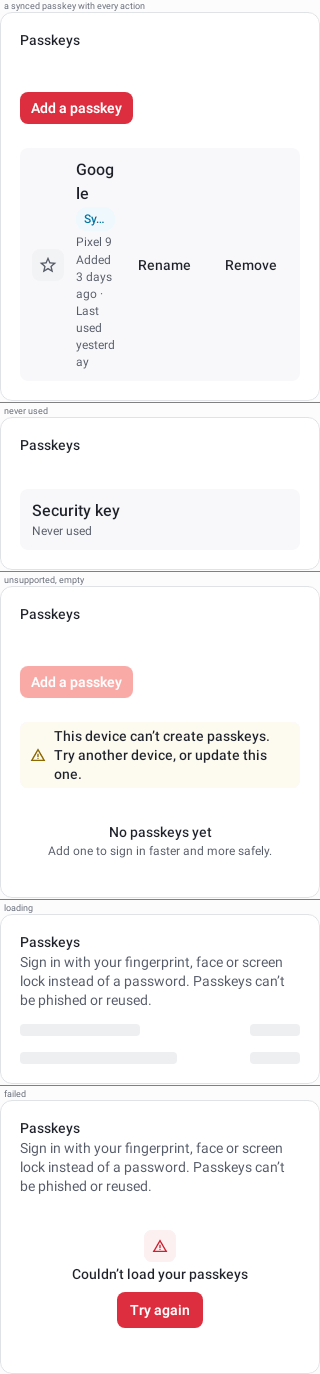 a synced passkey with every action
Passkeys
Add a passkey
Goog
le
Sy…
Pixel 9
Added
3 days
ago ·
Last
used
yesterd
ay
Rename
Remove
never used
Passkeys
Security key
Never used
unsupported, empty
Passkeys
Add a passkey
This device can’t create passkeys.
Try another device, or update this
one.
No passkeys yet
Add one to sign in faster and more safely.
loading
Passkeys
Sign in with your fingerprint, face or screen
lock instead of a password. Passkeys can’t
be phished or reused.
failed
Passkeys
Sign in with your fingerprint, face or screen
lock instead of a password. Passkeys can’t
be phished or reused.
Couldn’t load your passkeys
Try again